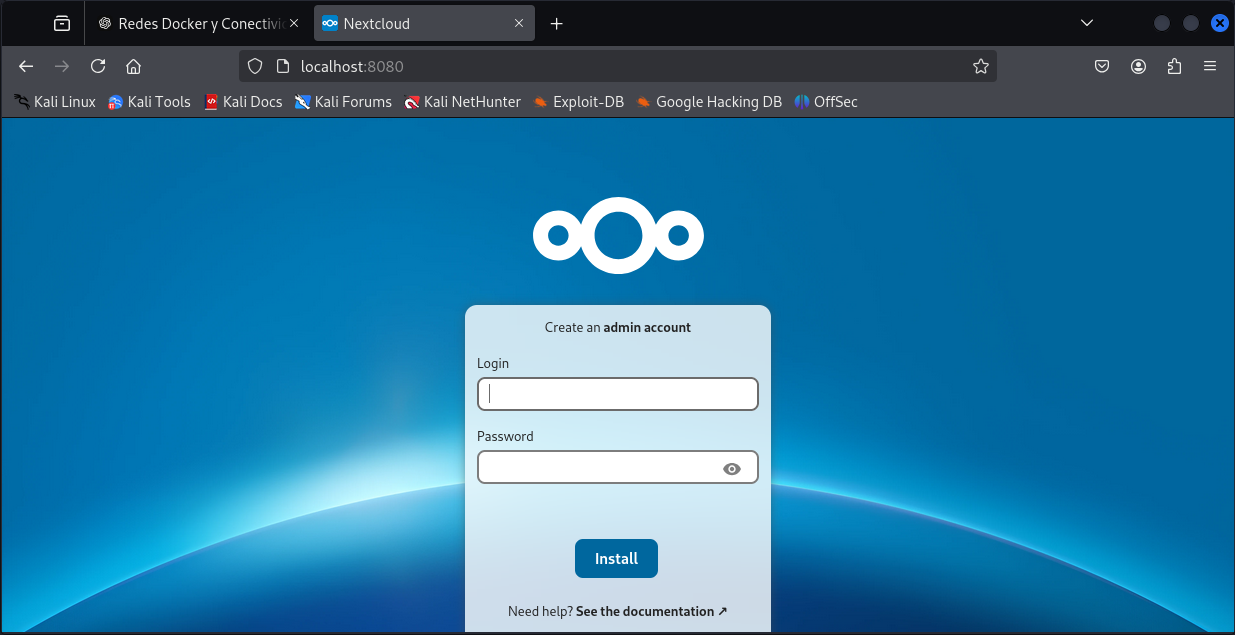 Redes Docker y Conectivi
Nextcloud
localhost:8080
Kali Linux Kali Tools Kali Docs Kali Forums Kali NetHunter Exploit-DB Google Hacking DB OffSec
Create an admin account
Login
Password
Install
Need help? See the documentation ↗